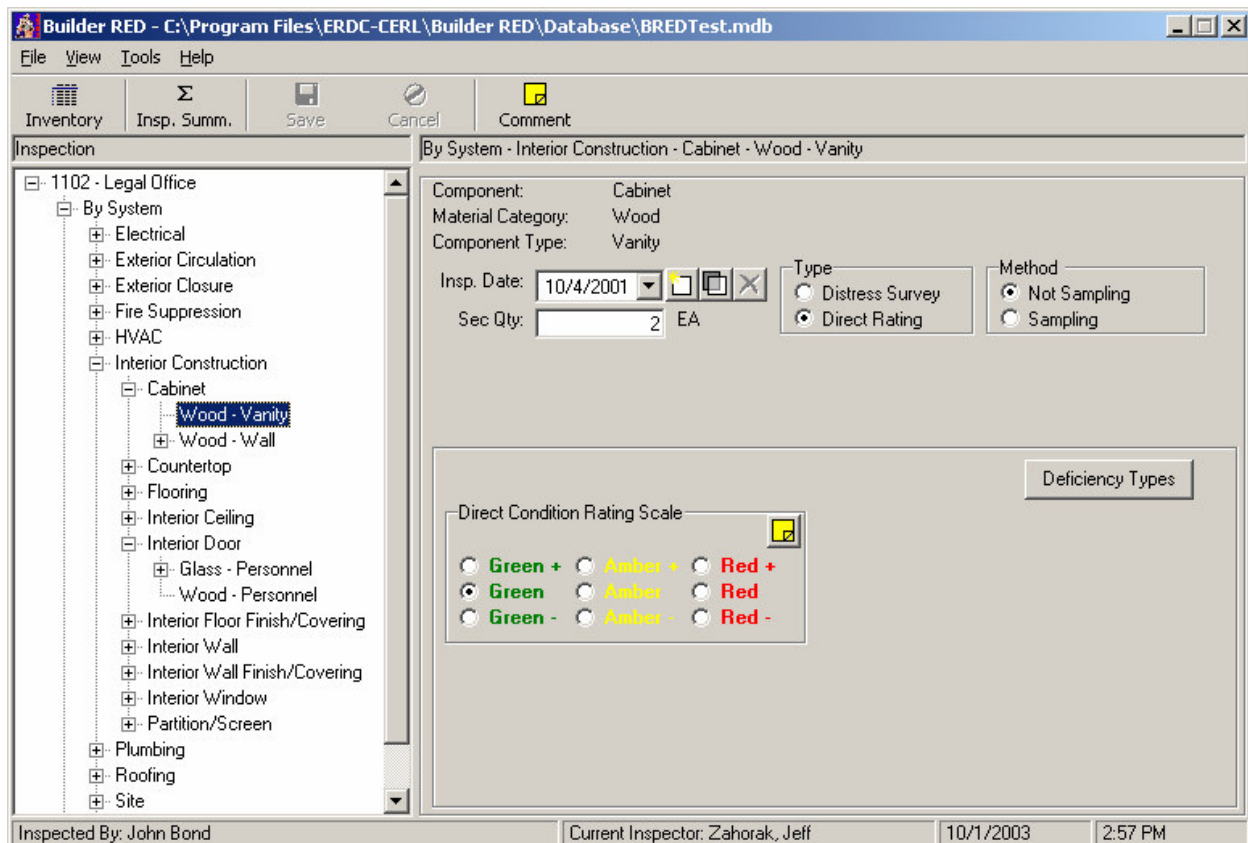 Builder RED - C:\Program Files\ERDC-CERL\Builder RED\Database\BREDTest.mdb
File View Tools Help
Inventory Insp. Summ. Save Cancel Comment
Inspection
By System - Interior Construction - Cabinet - Wood - Vanity
1102 - Legal Office
By System
Electrical
Exterior Circulation
Exterior Closure
Fire Suppression
HVAC
Interior Construction
Cabinet
Wood - Vanity
Wood - Wall
Countertop
Flooring
Interior Ceiling
Interior Door
Glass - Personnel
Wood - Personnel
Interior Floor Finish/Covering
Interior Wall
Interior Wall Finish/Covering
Interior Window
Partition/Screen
Plumbing
Roofing
Site
Component: Cabinet
Material Category: Wood
Component Type: Vanity
Insp. Date: 10/4/2001
Sec Qty: 2 EA
Type
Distress Survey
Direct Rating
Method
Not Sampling
Sampling
Deficiency Types
Direct Condition Rating Scale
Green + Amber + Red +
Green Amber Red
Green - Amber - Red -
Inspected By: John Bond Current Inspector: Zahorak, Jeff 10/1/2003 2:57 PM